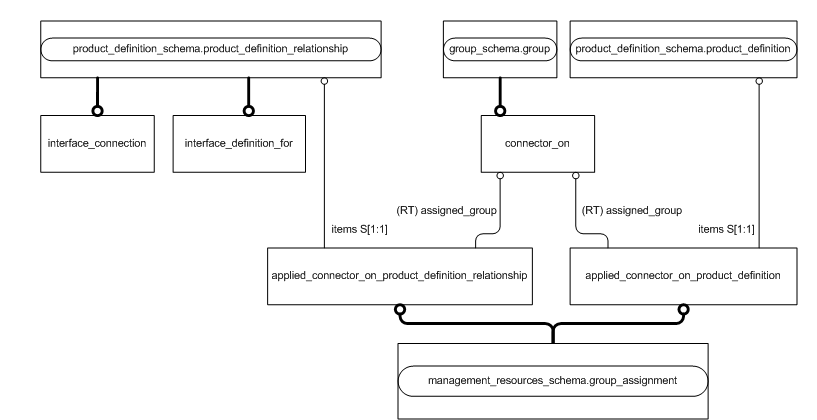 product_definition_schema.product_definition_relationship
group_schema.group
product_definition_schema.product_definition
interface_connection
interface_definition_for
connector_on
(RT) assigned_group
(RT) assigned_group
items S[1:1]
items S[1:1]
applied_connector_on_product_definition_relationship
applied_connector_on_product_definition
management_resources_schema.group_assignment